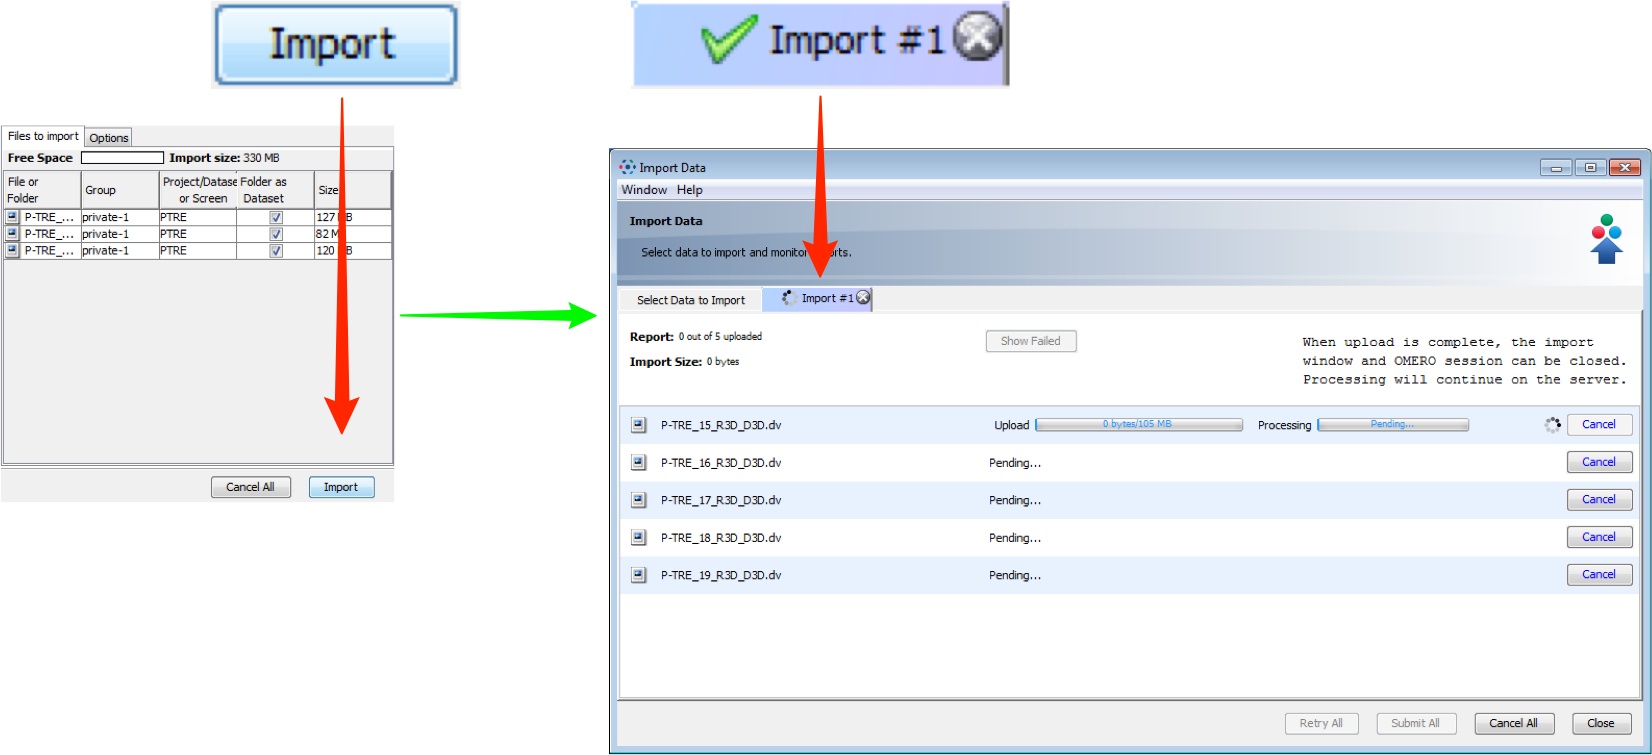 Import
Import #1
Files to import
Options
Free Space
Import size: 330 MB
File or Folder
Group
Project/Datase or Screen
Folder as Dataset
Size
P-TRE_... private-1 PTRE 127
P-TRE_... private-1 PTRE 82
P-TRE_... private-1 PTRE 120
Cancel All
Import
Import Data
Window Help
Import Data
Select data to import and monitor
Select Data to Import
Import #1
Report: 0 out of 5 uploaded
Import Size: 0 bytes
Show Failed
When upload is complete, the import
window and OMERO session can be closed.
Processing will continue on the server.
P-TRE_15_R3D_D3D.dv Upload 0 bytes/105 MB Processing Pending... Cancel
P-TRE_16_R3D_D3D.dv Pending... Cancel
P-TRE_17_R3D_D3D.dv Pending... Cancel
P-TRE_18_R3D_D3D.dv Pending... Cancel
P-TRE_19_R3D_D3D.dv Pending... Cancel
Retry All
Submit All
Cancel All
Close